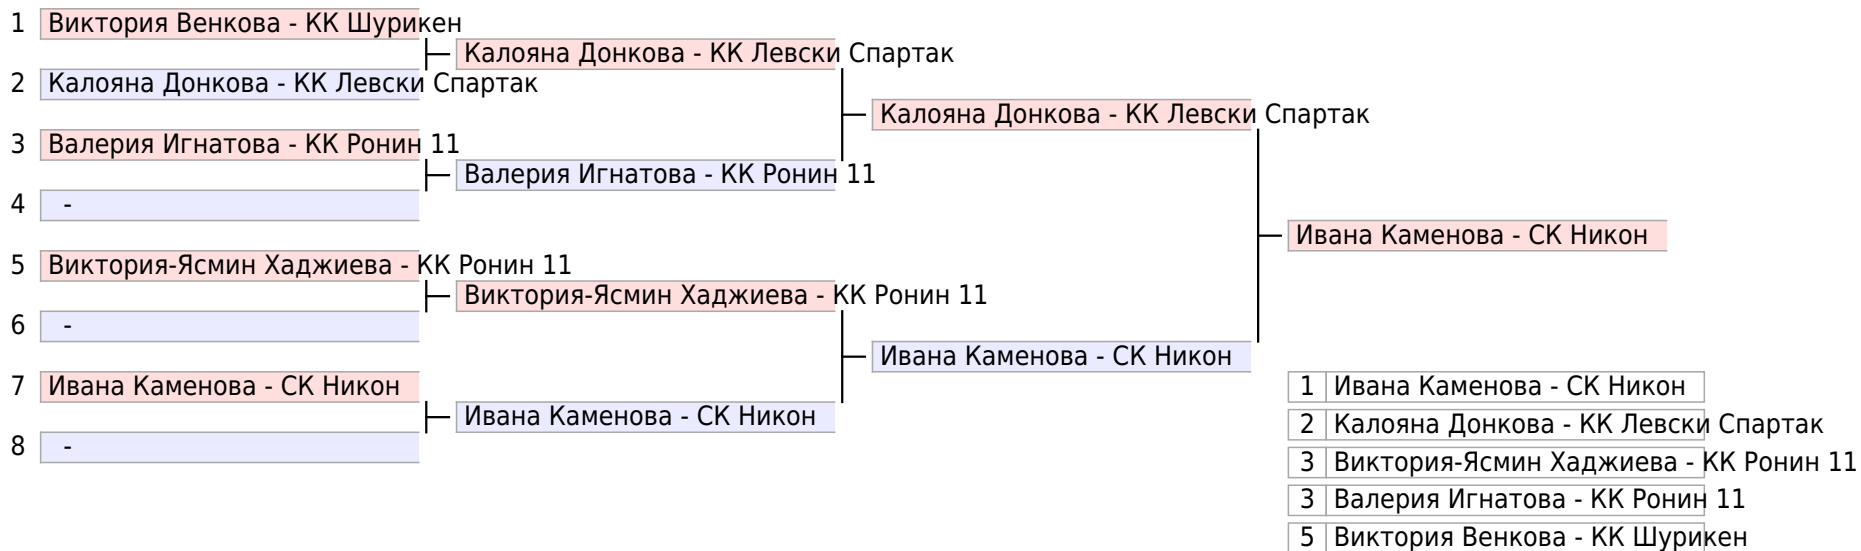 1 Виктория Венкова - КК Шурикен
Калояна Донкова - КК Левски Спартак
2 Калояна Донкова - КК Левски Спартак
Калояна Донкова - КК Левски Спартак
3 Валерия Игнатова - КК Ронин 11
Валерия Игнатова - КК Ронин 11
4 -
Ивана Каменова - СК Никон
5 Виктория-Ясмин Хаджиева - КК Ронин 11
Виктория-Ясмин Хаджиева - КК Ронин 11
6 -
Ивана Каменова - СК Никон
7 Ивана Каменова - СК Никон
Ивана Каменова - СК Никон
8 -
1 Ивана Каменова - СК Никон
2 Калояна Донкова - КК Левски Спартак
3 Виктория-Ясмин Хаджиева - КК Ронин 11
3 Валерия Игнатова - КК Ронин 11
5 Виктория Венкова - КК Шурикен